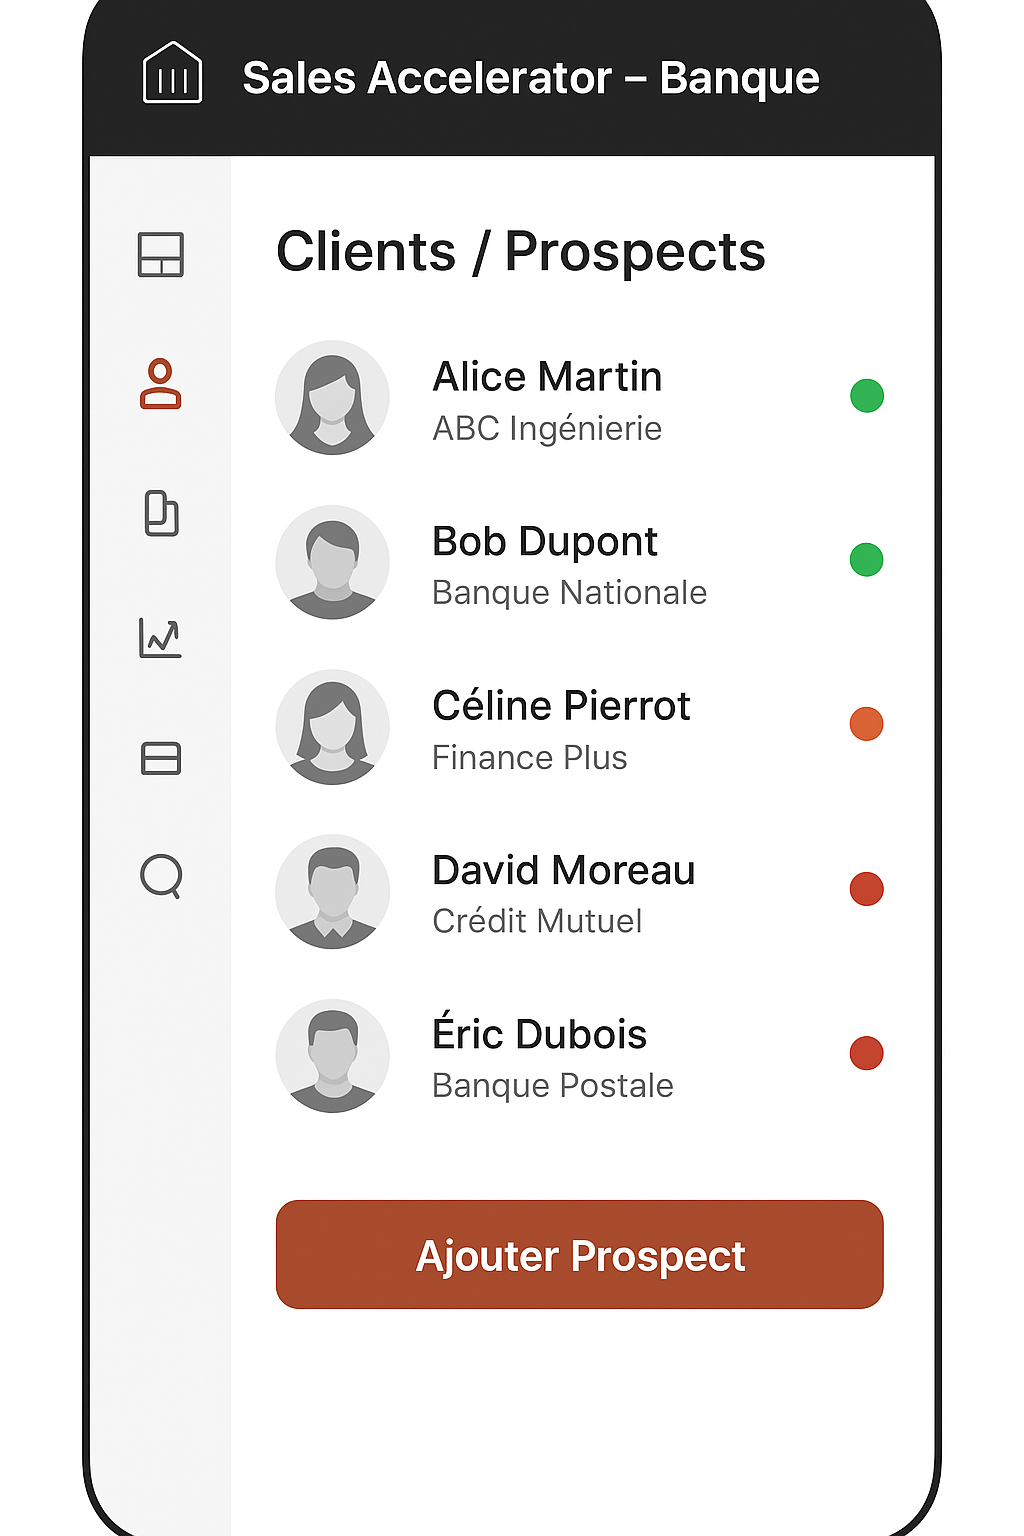 Sales Accelerator – Banque
Clients / Prospects
Alice Martin
ABC Ingénierie
Bob Dupont
Banque Nationale
Céline Pierrot
Finance Plus
David Moreau
Crédit Mutuel
Éric Dubois
Banque Postale
Ajouter Prospect